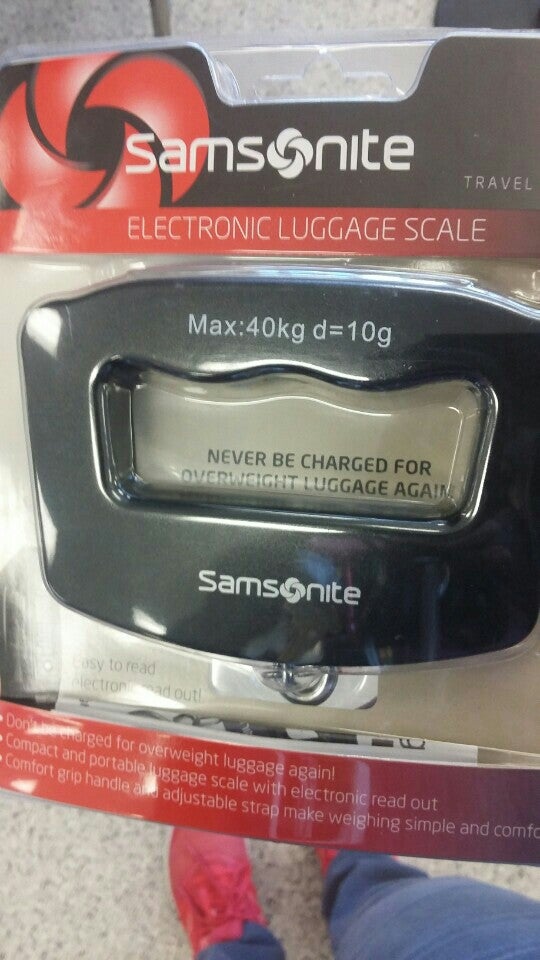 Samsonite
TRAVEL
ELECTRONIC LUGGAGE SCALE
Max:40kg d=10g
NEVER BE CHARGED FOR
OVERWEIGHT LUGGAGE AGAIN
Samsonite
Easy to read
electronic read out!
• Don't be charged for overweight luggage again!
• Compact and portable luggage scale with electronic read out
• Comfort grip handle and adjustable strap make weighing simple and comfo